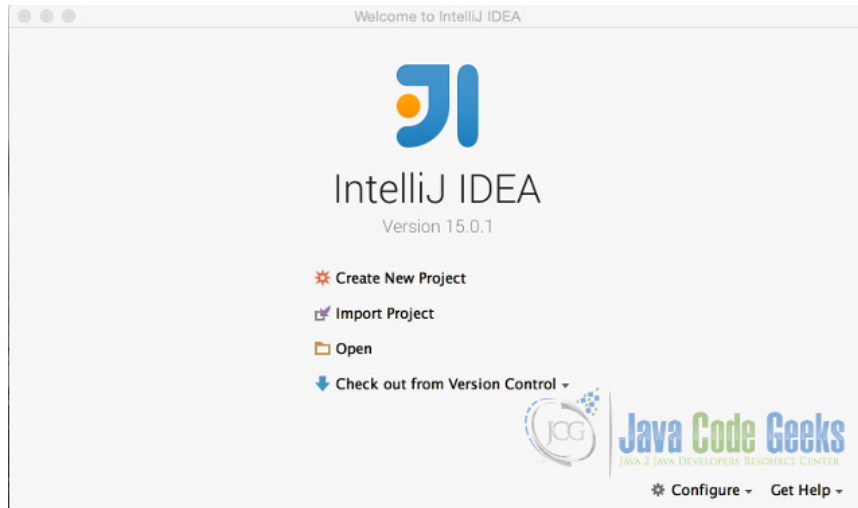 Welcome to IntelliJ IDEA
IntelliJ IDEA
Version 15.0.1
Create New Project
Import Project
Open
Check out from Version Control
JCG
Java Code Geeks
JAVA 2 JAVA DEVELOPERS RESOURCE CENTER
Configure Get Help